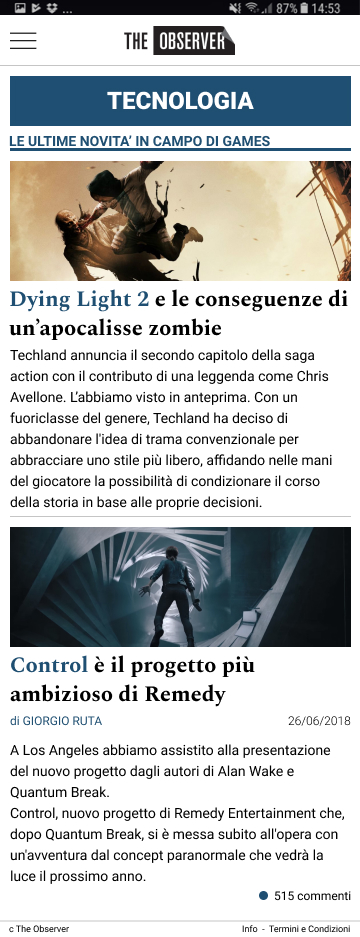 ... 87% 14:53
THE OBSERVER
TECNOLOGIA
LE ULTIME NOVITA’ IN CAMPO DI GAMES
Dying Light 2 e le conseguenze di
un’apocalisse zombie
Techland annuncia il secondo capitolo della saga
action con il contributo di una leggenda come Chris
Avellone. L’abbiamo visto in anteprima. Con un
fuoriclasse del genere, Techland ha deciso di
abbandonare l'idea di trama convenzionale per
abbracciare uno stile più libero, affidando nelle mani
del giocatore la possibilità di condizionare il corso
della storia in base alle proprie decisioni.
Control è il progetto più
ambizioso di Remedy
di GIORGIO RUTA 26/06/2018
A Los Angeles abbiamo assistito alla presentazione
del nuovo progetto dagli autori di Alan Wake e
Quantum Break.
Control, nuovo progetto di Remedy Entertainment che,
dopo Quantum Break, si è messa subito all'opera con
un'avventura dal concept paranormale che vedrà la
luce il prossimo anno.
515 commenti
c The Observer Info - Termini e Condizioni